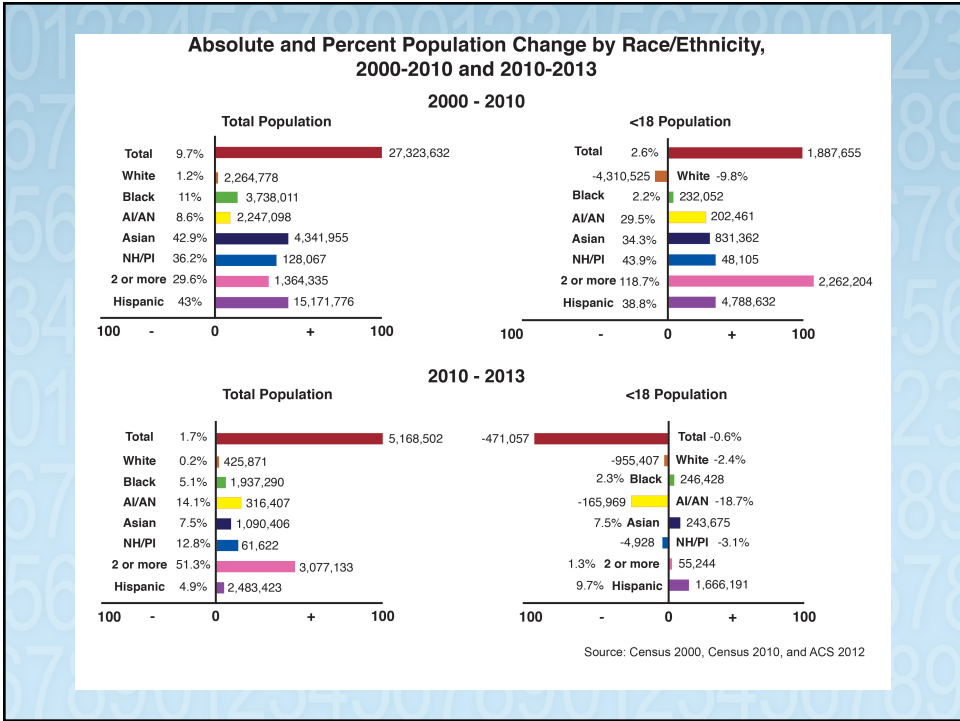 Absolute and Percent Population Change by Race/Ethnicity,
2000-2010 and 2010-2013
2000 - 2010
Total Population
Total 9.7% 27,323,632
White 1.2% 2,264,778
Black 11% 3,738,011
AI/AN 8.6% 2,247,098
Asian 42.9% 4,341,955
NH/PI 36.2% 128,067
2 or more 29.6% 1,364,335
Hispanic 43% 15,171,776
100 - 0 + 100
<18 Population
Total 2.6% 1,887,655
-4,310,525 White -9.8%
Black 2.2% 232,052
AI/AN 29.5% 202,461
Asian 34.3% 831,362
NH/PI 43.9% 48,105
2 or more 118.7% 2,262,204
Hispanic 38.8% 4,788,632
100 - 0 + 100
2010 - 2013
Total Population
Total 1.7% 5,168,502
White 0.2% 425,871
Black 5.1% 1,937,290
AI/AN 14.1% 316,407
Asian 7.5% 1,090,406
NH/PI 12.8% 61,622
2 or more 51.3% 3,077,133
Hispanic 4.9% 2,483,423
100 - 0 + 100
<18 Population
-471,057 Total -0.6%
-955,407 White -2.4%
2.3% Black 246,428
-165,969 AI/AN -18.7%
7.5% Asian 243,675
-4,928 NH/PI -3.1%
1.3% 2 or more 55,244
9.7% Hispanic 1,666,191
100 - 0 + 100
Source: Census 2000, Census 2010, and ACS 2012